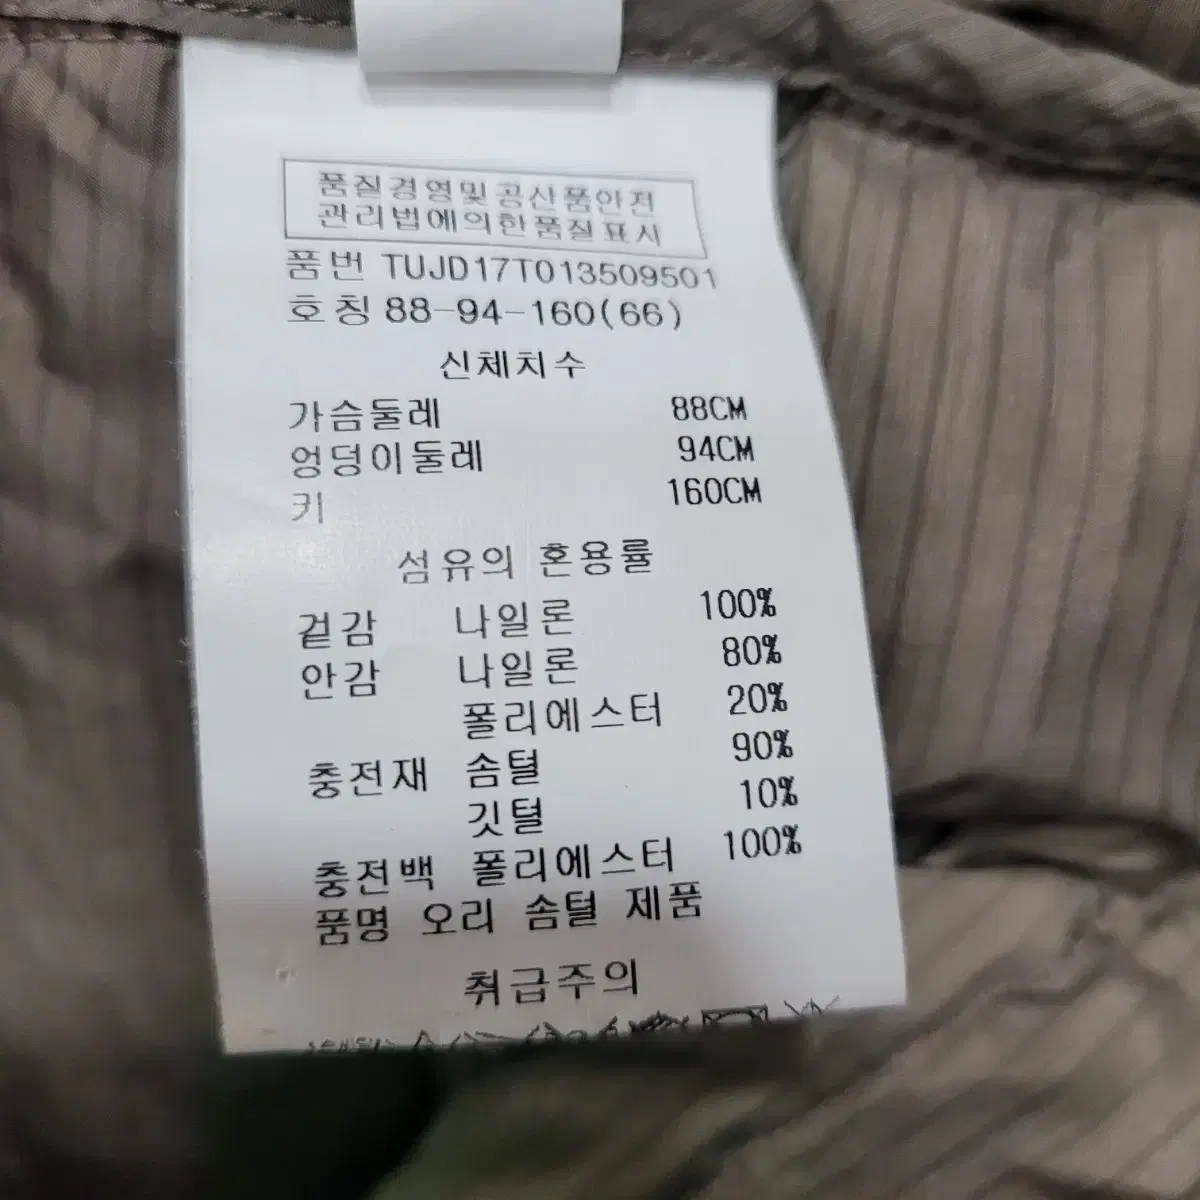 품질경영및공산품안전
관리법에의한품질표시
품번 TUJD17T013509501
호칭 88-94-160(66)
신체치수
가슴둘레 88CM
엉덩이둘레 94CM
키 160CM
섬유의 혼용률
겉감 나일론 100%
안감 나일론 80%
폴리에스터 20%
충전재 솜털 90%
깃털 10%
충전백 폴리에스터 100%
품명 오리 솜털 제품
취급주의